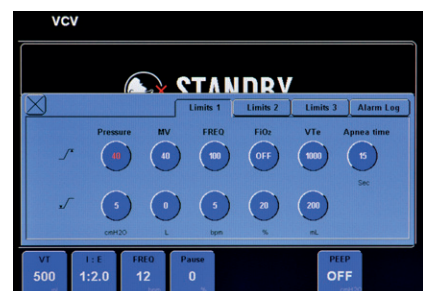 VCV
STANDBY
Limits 1 Limits 2 Limits 3 Alarm Log
Pressure MV FREQ FiO2 VTe Apnea time
40 40 100 OFF 1000 15
Sec
5 0 5 20 200
cmH2O L bpm % mL
VT I : E FREQ Pause PEEP
500 1:2.0 12 0 OFF